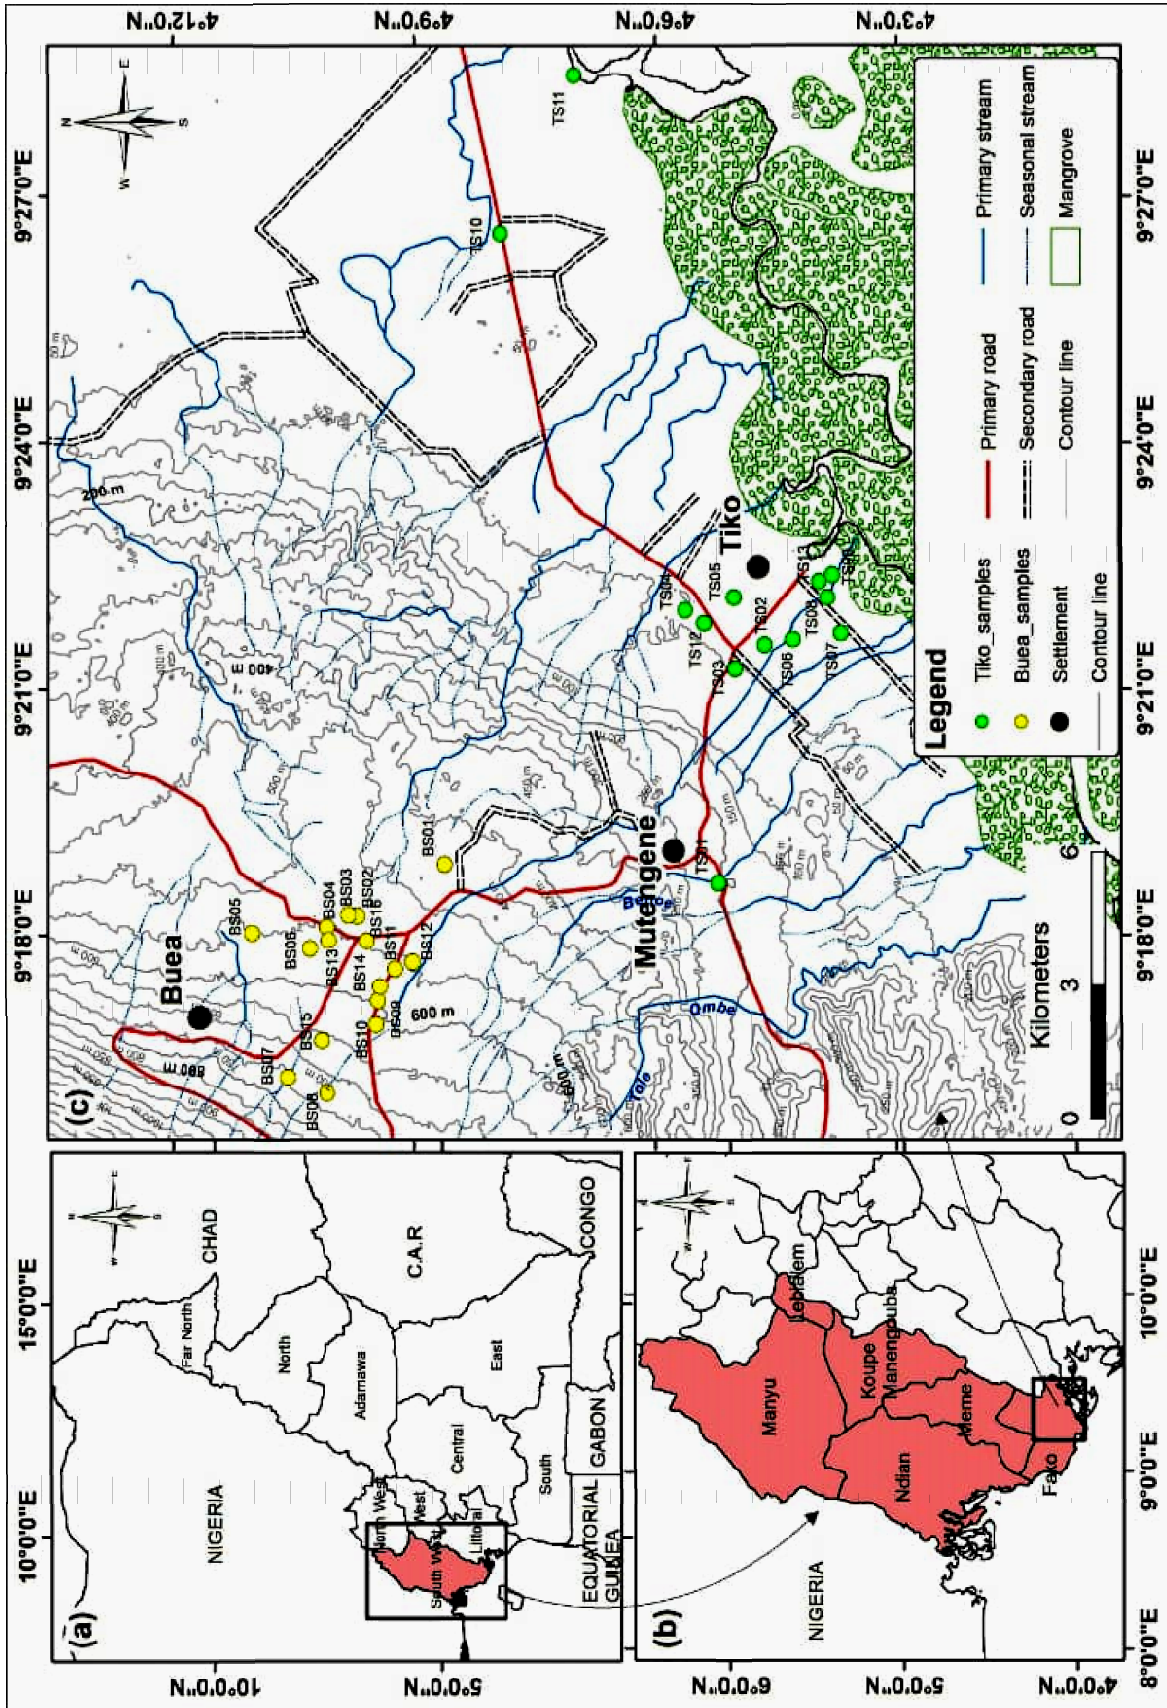 (a)
10°0'0"E
15°0'0"E
10°0'0"N
5°0'0"N
NIGERIA
CHAD
C.A.R
CONGO
GABON
EQUATORIAL
GUINEA
Far North
North
Adamawa
North West
West
South West
Littoral
Central
East
South
N
W
E
S
(b)
8°0'0"E
9°0'0"E
10°0'0"E
6°0'0"N
5°0'0"N
4°0'0"N
NIGERIA
Manyu
Lebialem
Koupe
Manengouba
Ndian
Meme
Fako
(c)
9°18'0"E
9°21'0"E
9°24'0"E
9°27'0"E
4°12'0"N
4°9'0"N
4°6'0"N
4°3'0"N
N
W
E
S
Buea
Mutengene
Tiko
BS01
BS02
BS03
BS04
BS05
BS06
BS07
BS08
BS09
BS10
BS11
BS12
BS13
BS14
BS15
BS16
TS01
TS02
TS03
TS04
TS05
TS06
TS07
TS08
TS10
TS11
TS12
TS13
200 m
400 m
600 m
600 m
800 m
Ombe
Kilometers
0
3
6
Legend
Tiko_samples
Buea_samples
Settlement
Contour line
Primary road
Secondary road
Contour line
Primary stream
Seasonal stream
Mangrove